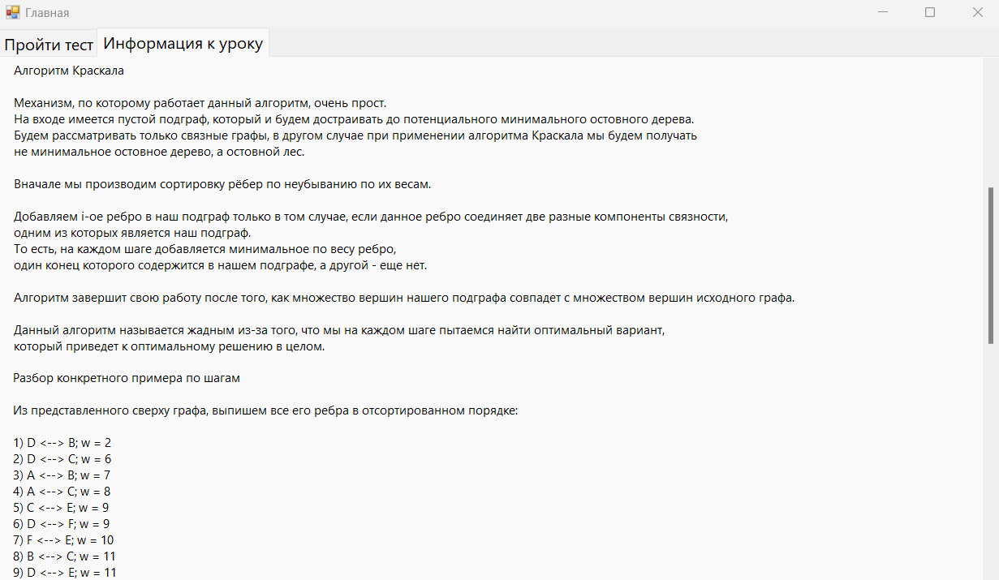 Главная
Пройти тест
Информация к уроку
Алгоритм Краскала
Механизм, по которому работает данный алгоритм, очень прост.
На входе имеется пустой подграф, который и будем достраивать до потенциального минимального остовного дерева.
Будем рассматривать только связные графы, в другом случае при применении алгоритма Краскала мы будем получать
не минимальное остовное дерево, а остовной лес.
Вначале мы производим сортировку рёбер по неубыванию по их весам.
Добавляем i-ое ребро в наш подграф только в том случае, если данное ребро соединяет две разные компоненты связности,
одним из которых является наш подграф.
То есть, на каждом шаге добавляется минимальное по весу ребро,
один конец которого содержится в нашем подграфе, а другой - еще нет.
Алгоритм завершит свою работу после того, как множество вершин нашего подграфа совпадет с множеством вершин исходного графа.
Данный алгоритм называется жадным из-за того, что мы на каждом шаге пытаемся найти оптимальный вариант,
который приведет к оптимальному решению в целом.
Разбор конкретного примера по шагам
Из представленного сверху графа, выпишем все его ребра в отсортированном порядке:
1) D <--> B; w = 2
2) D <--> C; w = 6
3) A <--> B; w = 7
4) A <--> C; w = 8
5) C <--> E; w = 9
6) D <--> F; w = 9
7) F <--> E; w = 10
8) B <--> C; w = 11
9) D <--> E; w = 11